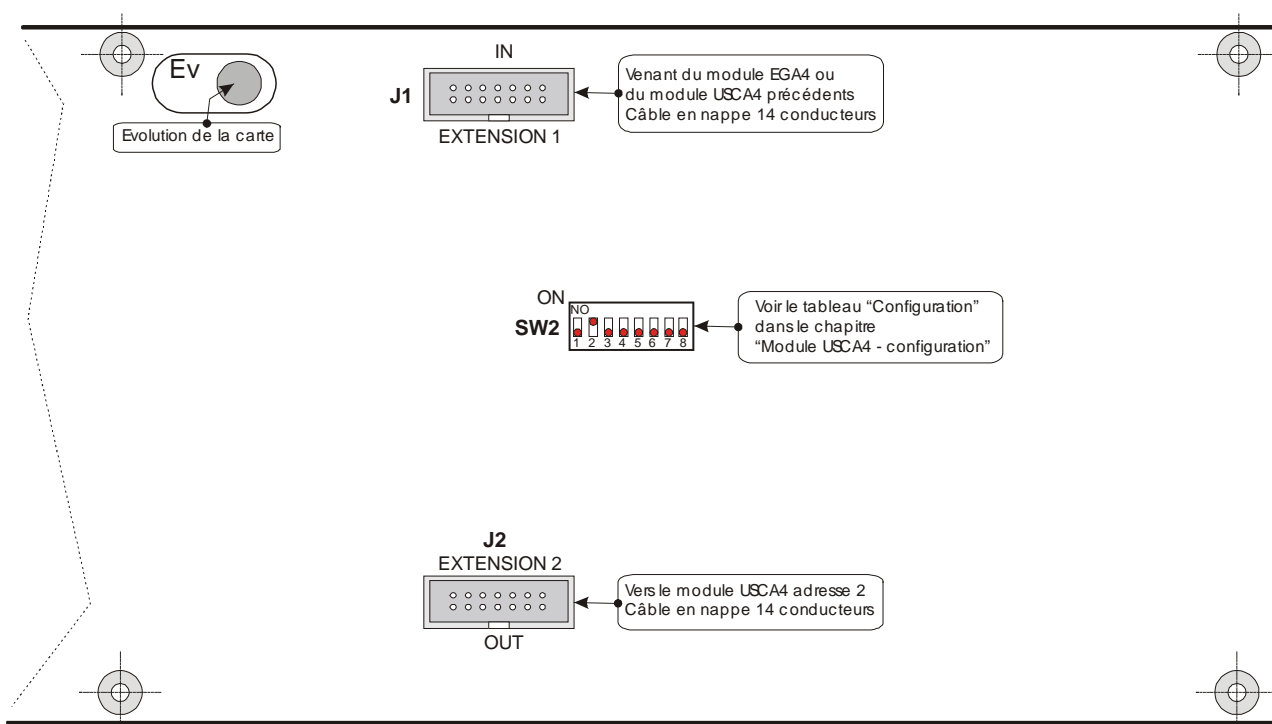 Ev
Evolution de la carte
IN
J1
EXTENSION 1
Venant du module EGA4 ou
du module USCA4 précédents
Câble en nappe 14 conducteurs
ON
NO
SW2
1 2 3 4 5 6 7 8
Voir le tableau “Configuration”
dans le chapitre
“Module USCA4 - configuration”
J2
EXTENSION 2
Vers le module USCA4 adresse 2
Câble en nappe 14 conducteurs
OUT